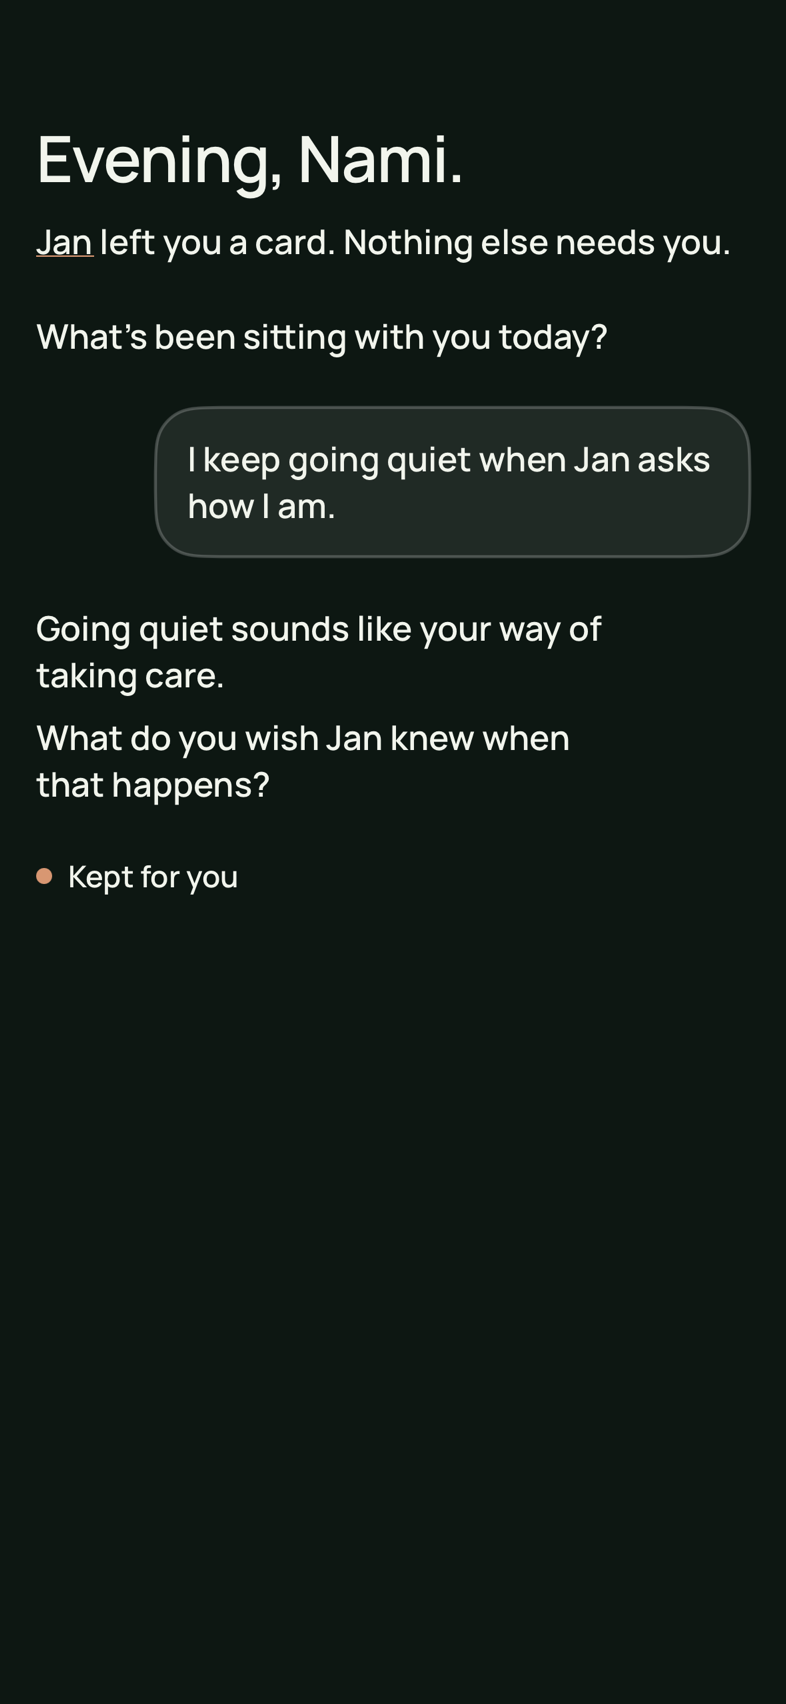 Evening, Nami.
Jan left you a card. Nothing else needs you.
What’s been sitting with you today?
I keep going quiet when Jan asks
how I am.
Going quiet sounds like your way of
taking care.
What do you wish Jan knew when
that happens?
Kept for you